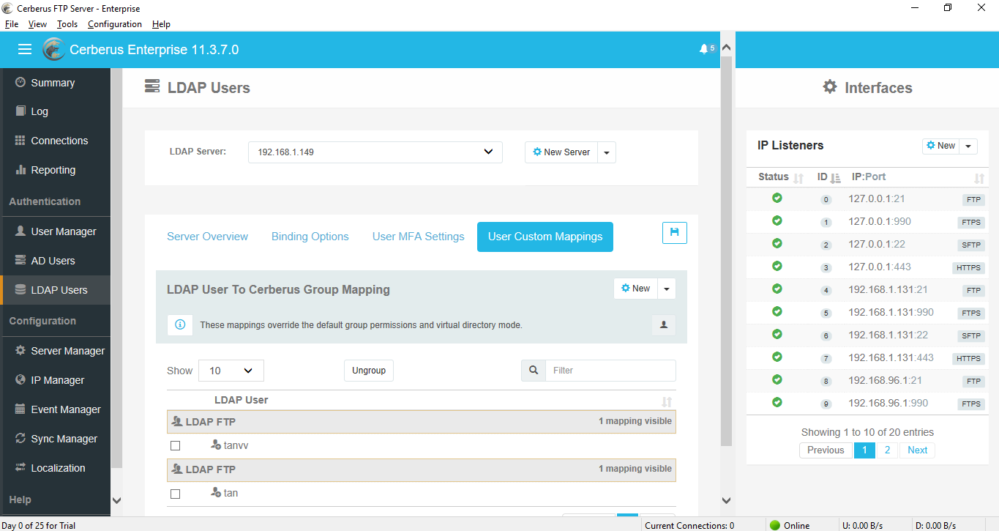 Cerberus FTP Server - Enterprise
File View Tools Configuration Help
Cerberus Enterprise 11.3.7.0
5
Summary
Log
Connections
Reporting
Authentication
User Manager
AD Users
LDAP Users
Configuration
Server Manager
IP Manager
Event Manager
Sync Manager
Localization
Help
LDAP Users
LDAP Server: 192.168.1.149 New Server
Server Overview Binding Options User MFA Settings User Custom Mappings
LDAP User To Cerberus Group Mapping New
These mappings override the default group permissions and virtual directory mode.
Show 10 Ungroup Filter
LDAP User
LDAP FTP 1 mapping visible
tanvv
LDAP FTP 1 mapping visible
tan
Interfaces
IP Listeners New
Status ID IP:Port
0 127.0.0.1:21 FTP
1 127.0.0.1:990 FTPS
2 127.0.0.1:22 SFTP
3 127.0.0.1:443 HTTPS
4 192.168.1.131:21 FTP
5 192.168.1.131:990 FTPS
6 192.168.1.131:22 SFTP
7 192.168.1.131:443 HTTPS
8 192.168.96.1:21 FTP
9 192.168.96.1:990 FTPS
Showing 1 to 10 of 20 entries
Previous 1 2 Next
Day 0 of 25 for Trial Current Connections: 0 Online U: 0.00 B/s D: 0.00 B/s